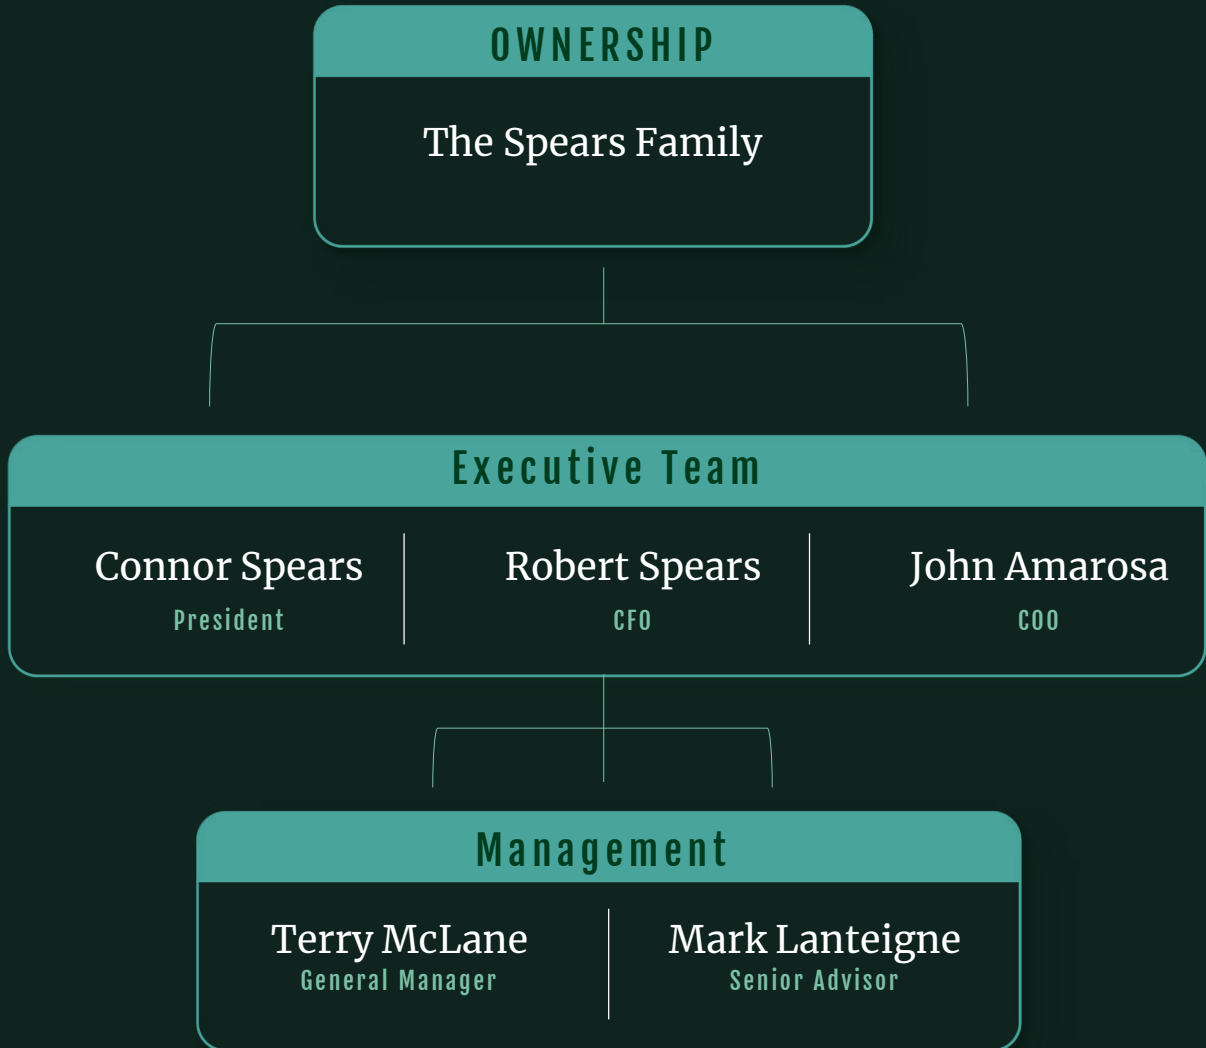 OWNERSHIP
The Spears Family
Executive Team
Connor Spears
President
Robert Spears
CFO
John Amarosa
COO
Management
Terry McLane
General Manager
Mark Lanteigne
Senior Advisor